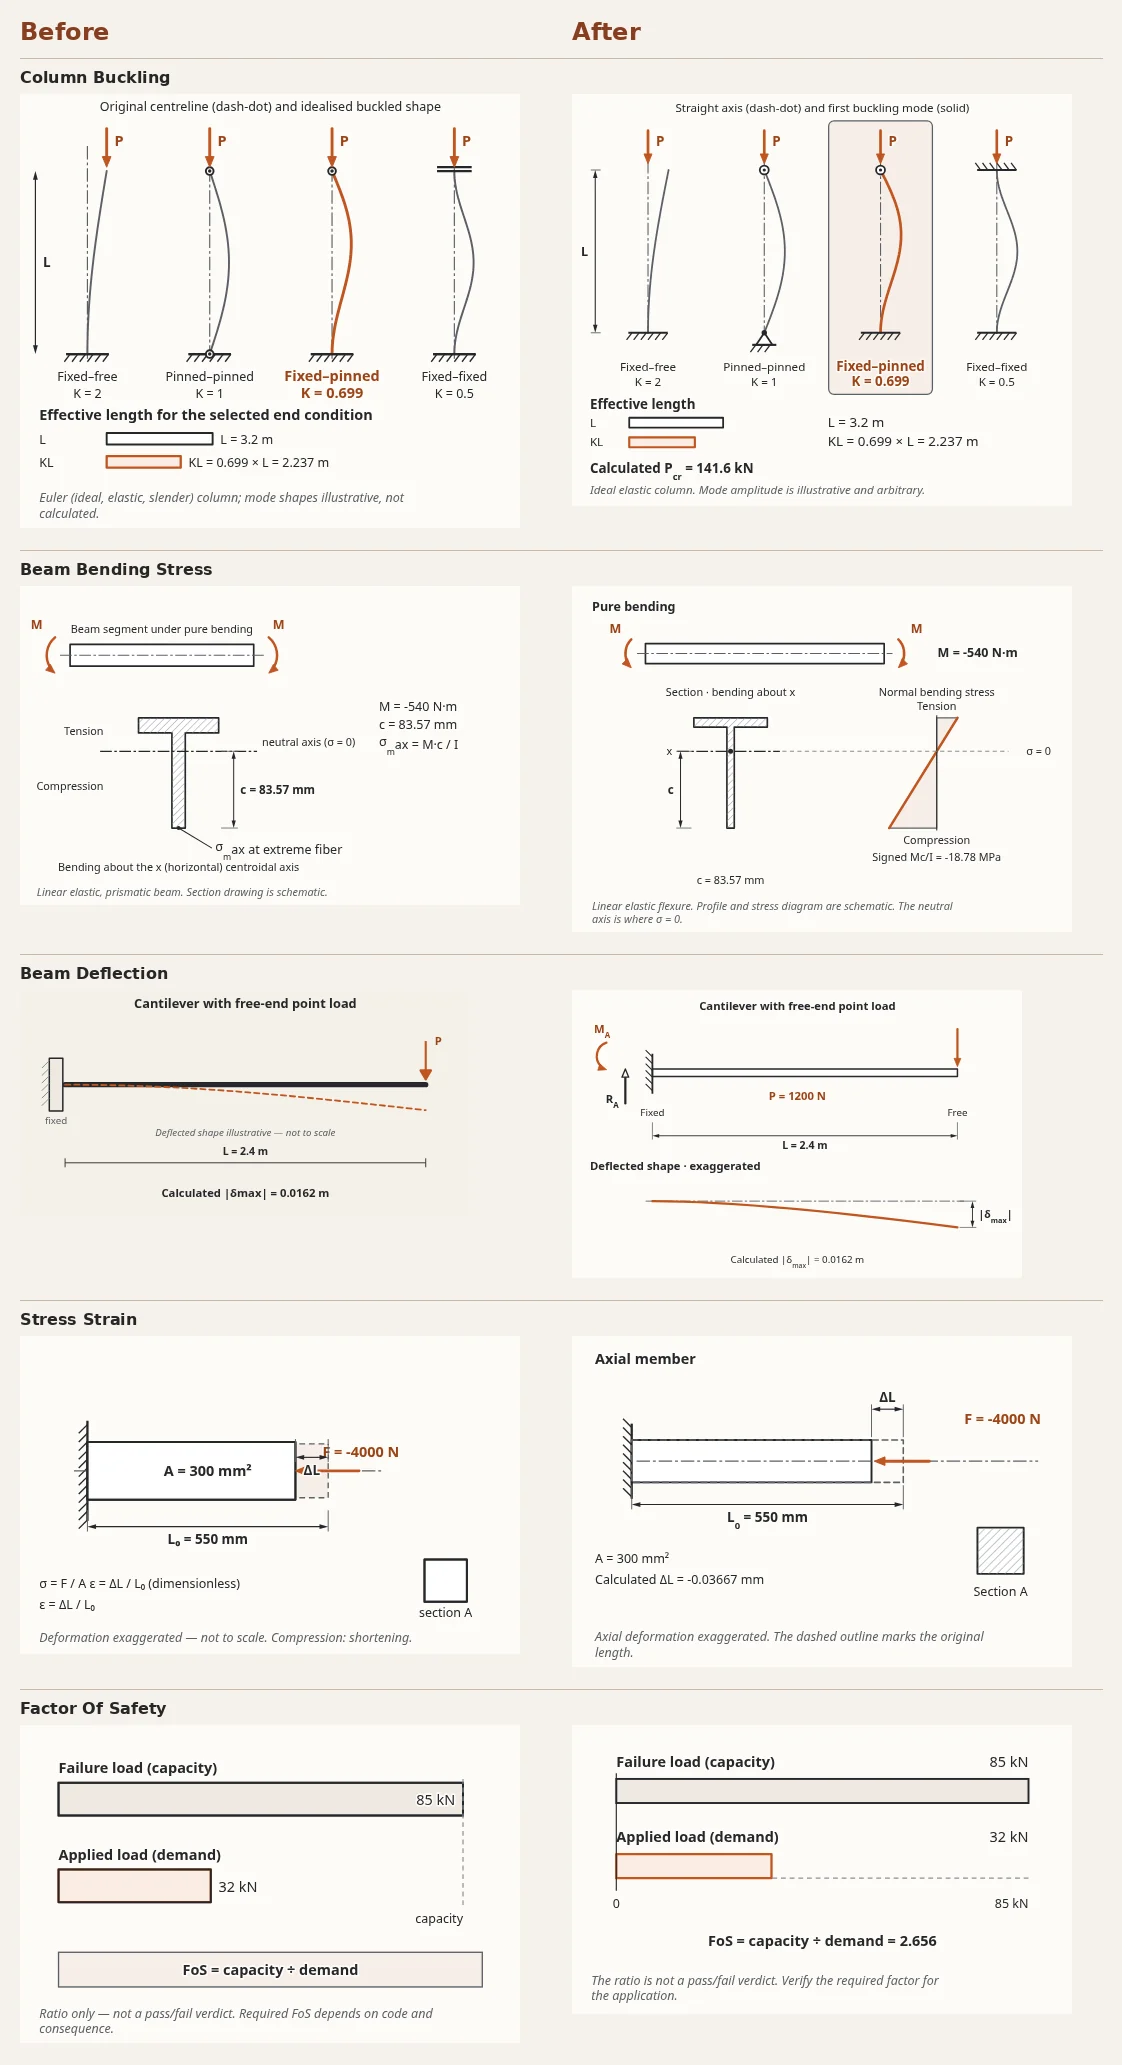 Before
After
Column Buckling
Original centreline (dash-dot) and idealised buckled shape
P
P
P
P
L
Fixed–free
K = 2
Pinned–pinned
K = 1
Fixed–pinned
K = 0.699
Fixed–fixed
K = 0.5
Effective length for the selected end condition
L
L = 3.2 m
KL
KL = 0.699 × L = 2.237 m
Euler (ideal, elastic, slender) column; mode shapes illustrative, not
calculated.
Straight axis (dash-dot) and first buckling mode (solid)
P
P
P
P
L
Fixed–free
K = 2
Pinned–pinned
K = 1
Fixed–pinned
K = 0.699
Fixed–fixed
K = 0.5
Effective length
L
L = 3.2 m
KL
KL = 0.699 × L = 2.237 m
Calculated Pcr = 141.6 kN
Ideal elastic column. Mode amplitude is illustrative and arbitrary.
Beam Bending Stress
M
Beam segment under pure bending
M
M = -540 N·m
c = 83.57 mm
σmax = M·c / I
Tension
neutral axis (σ = 0)
Compression
c = 83.57 mm
σmax at extreme fiber
Bending about the x (horizontal) centroidal axis
Linear elastic, prismatic beam. Section drawing is schematic.
Pure bending
M
M
M = -540 N·m
Section · bending about x
Normal bending stress
Tension
x
σ = 0
c
Compression
Signed Mc/I = -18.78 MPa
c = 83.57 mm
Linear elastic flexure. Profile and stress diagram are schematic. The neutral
axis is where σ = 0.
Beam Deflection
Cantilever with free-end point load
P
fixed
Deflected shape illustrative — not to scale
L = 2.4 m
Calculated |δmax| = 0.0162 m
Cantilever with free-end point load
MA
RA
P = 1200 N
Fixed
Free
L = 2.4 m
Deflected shape · exaggerated
|δmax|
Calculated |δmax| = 0.0162 m
Stress Strain
F = -4000 N
A = 300 mm²
ΔL
L₀ = 550 mm
σ = F / A ε = ΔL / L₀ (dimensionless)
ε = ΔL / L₀
section A
Deformation exaggerated — not to scale. Compression: shortening.
Axial member
ΔL
F = -4000 N
L0 = 550 mm
A = 300 mm²
Calculated ΔL = -0.03667 mm
Section A
Axial deformation exaggerated. The dashed outline marks the original
length.
Factor Of Safety
Failure load (capacity)
85 kN
Applied load (demand)
32 kN
capacity
FoS = capacity ÷ demand
Ratio only — not a pass/fail verdict. Required FoS depends on code and
consequence.
Failure load (capacity)
85 kN
Applied load (demand)
32 kN
0
85 kN
FoS = capacity ÷ demand = 2.656
The ratio is not a pass/fail verdict. Verify the required factor for
the application.